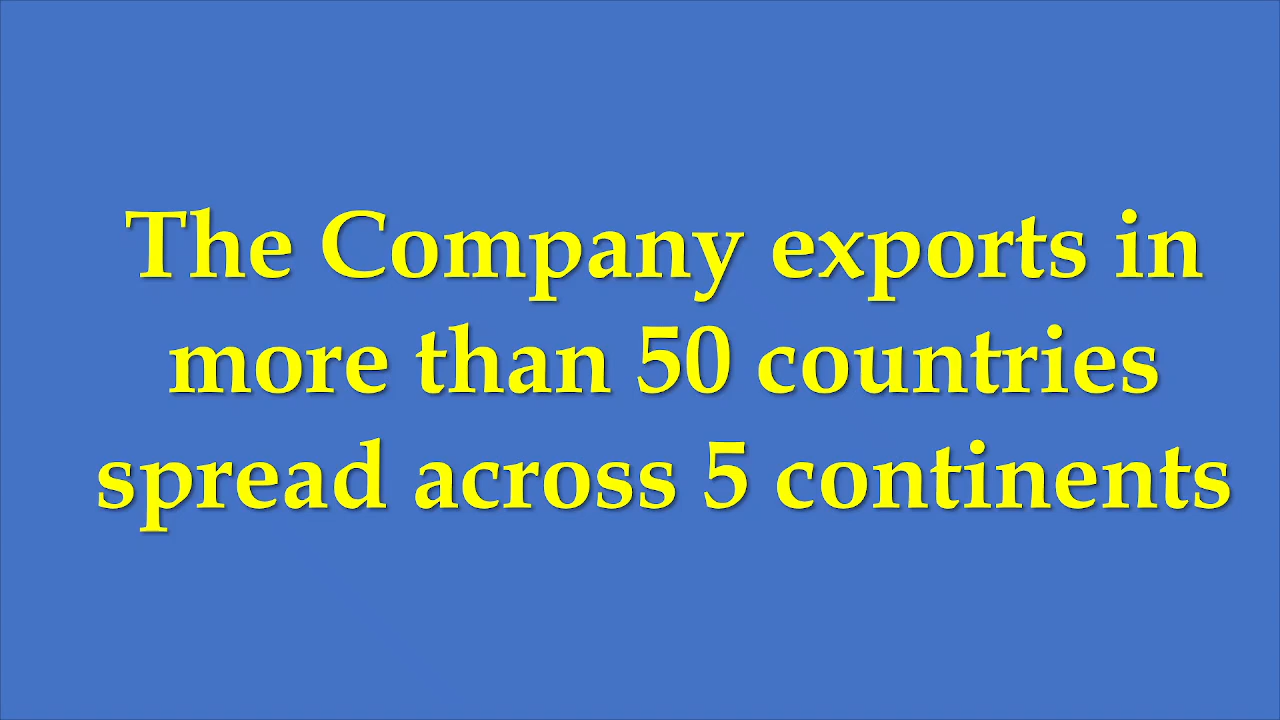 The Company exports in
more than 50 countries
spread across 5 continents